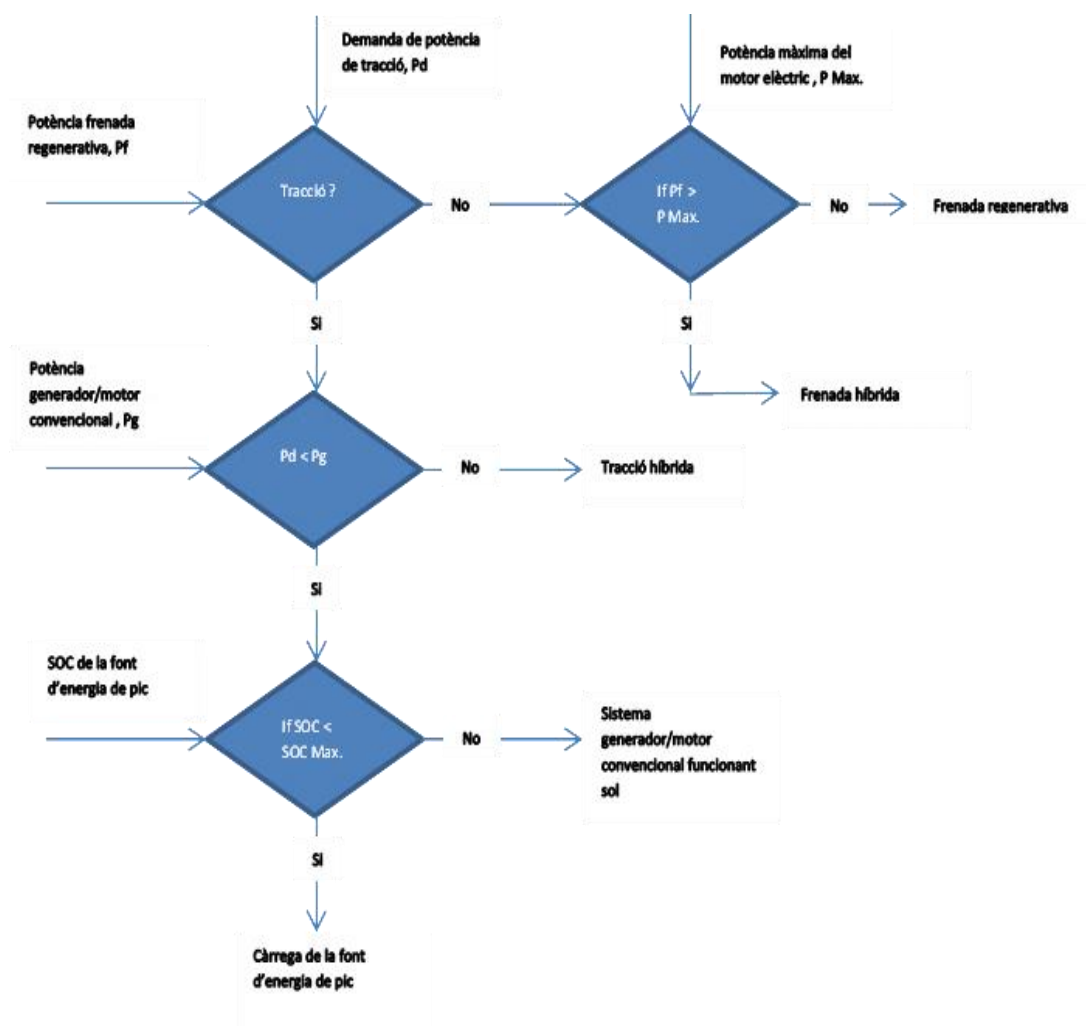 Demanda de potència
de tracció, Pd
Potència màxima del
motor elèctric , P Max.
Potència frenada
regenerativa, Pf
Tracció ?
No
If Pf >
P Max.
No
Frenada regenerativa
Si
Si
Potència
generador/motor
convencional , Pg
Frenada híbrida
Pd < Pg
No
Tracció híbrida
Si
SOC de la font
d'energia de pic
If SOC <
SOC Max.
No
Sistema
generador/motor
convencional funcionant
sol
Si
Càrrega de la font
d'energia de pic